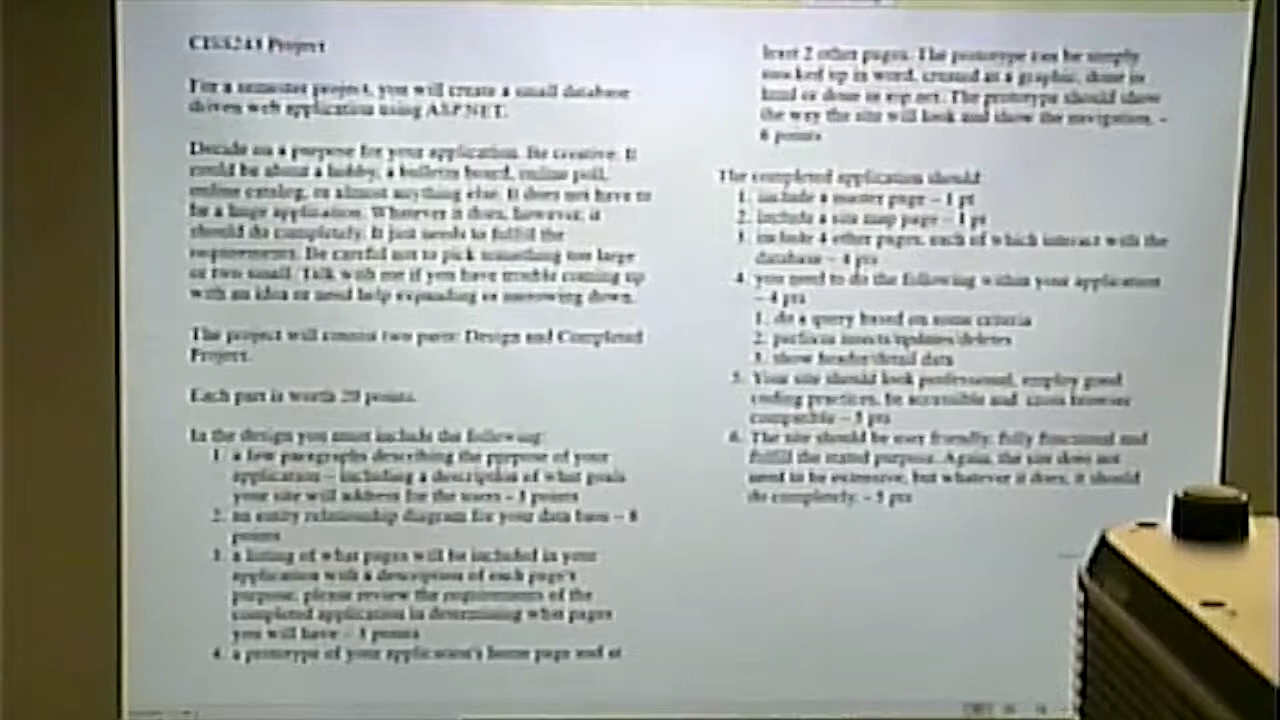 CISS243 Project
For a semester project, you will create a small database
driven web application using ASP.NET.
Decide on a purpose for your application. Be creative. It
could be about a hobby, a bulletin board, online poll,
online catalog, or almost anything else. It does not have to
be a huge application. Whatever it does, however, it
should do completely. It just needs to fulfill the
requirements. Be careful not to pick something too large
or two small. Talk with me if you have trouble coming up
with an idea or need help expanding or narrowing down.
The project will consist two parts: Design and Completed
Project.
Each part is worth 20 points.
In the design you must include the following:
1. a few paragraphs describing the purpose of your
application – including a description of what goals
your site will address for the users - 3 points
2. an entity relationship diagram for your data base – 8
points
3. a listing of what pages will be included in your
application with a description of each page's
purpose, please review the requirements of the
completed application in determining what pages
you will have – 3 points
4. a prototype of your application's home page and at
least 2 other pages. The prototype can be simply
mocked up in word, created as a graphic, done in
hand or done in asp.net. The prototype should show
the way the site will look and show the navigation. –
6 points
The completed application should:
1. include a master page – 1 pt
2. include a site map page – 1 pt
3. include 4 other pages, each of which interact with the
database – 4 pts
4. you need to do the following within your application
– 4 pts
1. do a query based on some criteria
2. perform inserts/updates/deletes
3. show header/detail data
5. Your site should look professional, employ good
coding practices, be accessible and cross browser
compatible – 5 pts
6. The site should be user friendly, fully functional and
fulfill the stated purpose. Again, the site does not
need to be extensive, but whatever it does, it should
do completely. – 5 pts